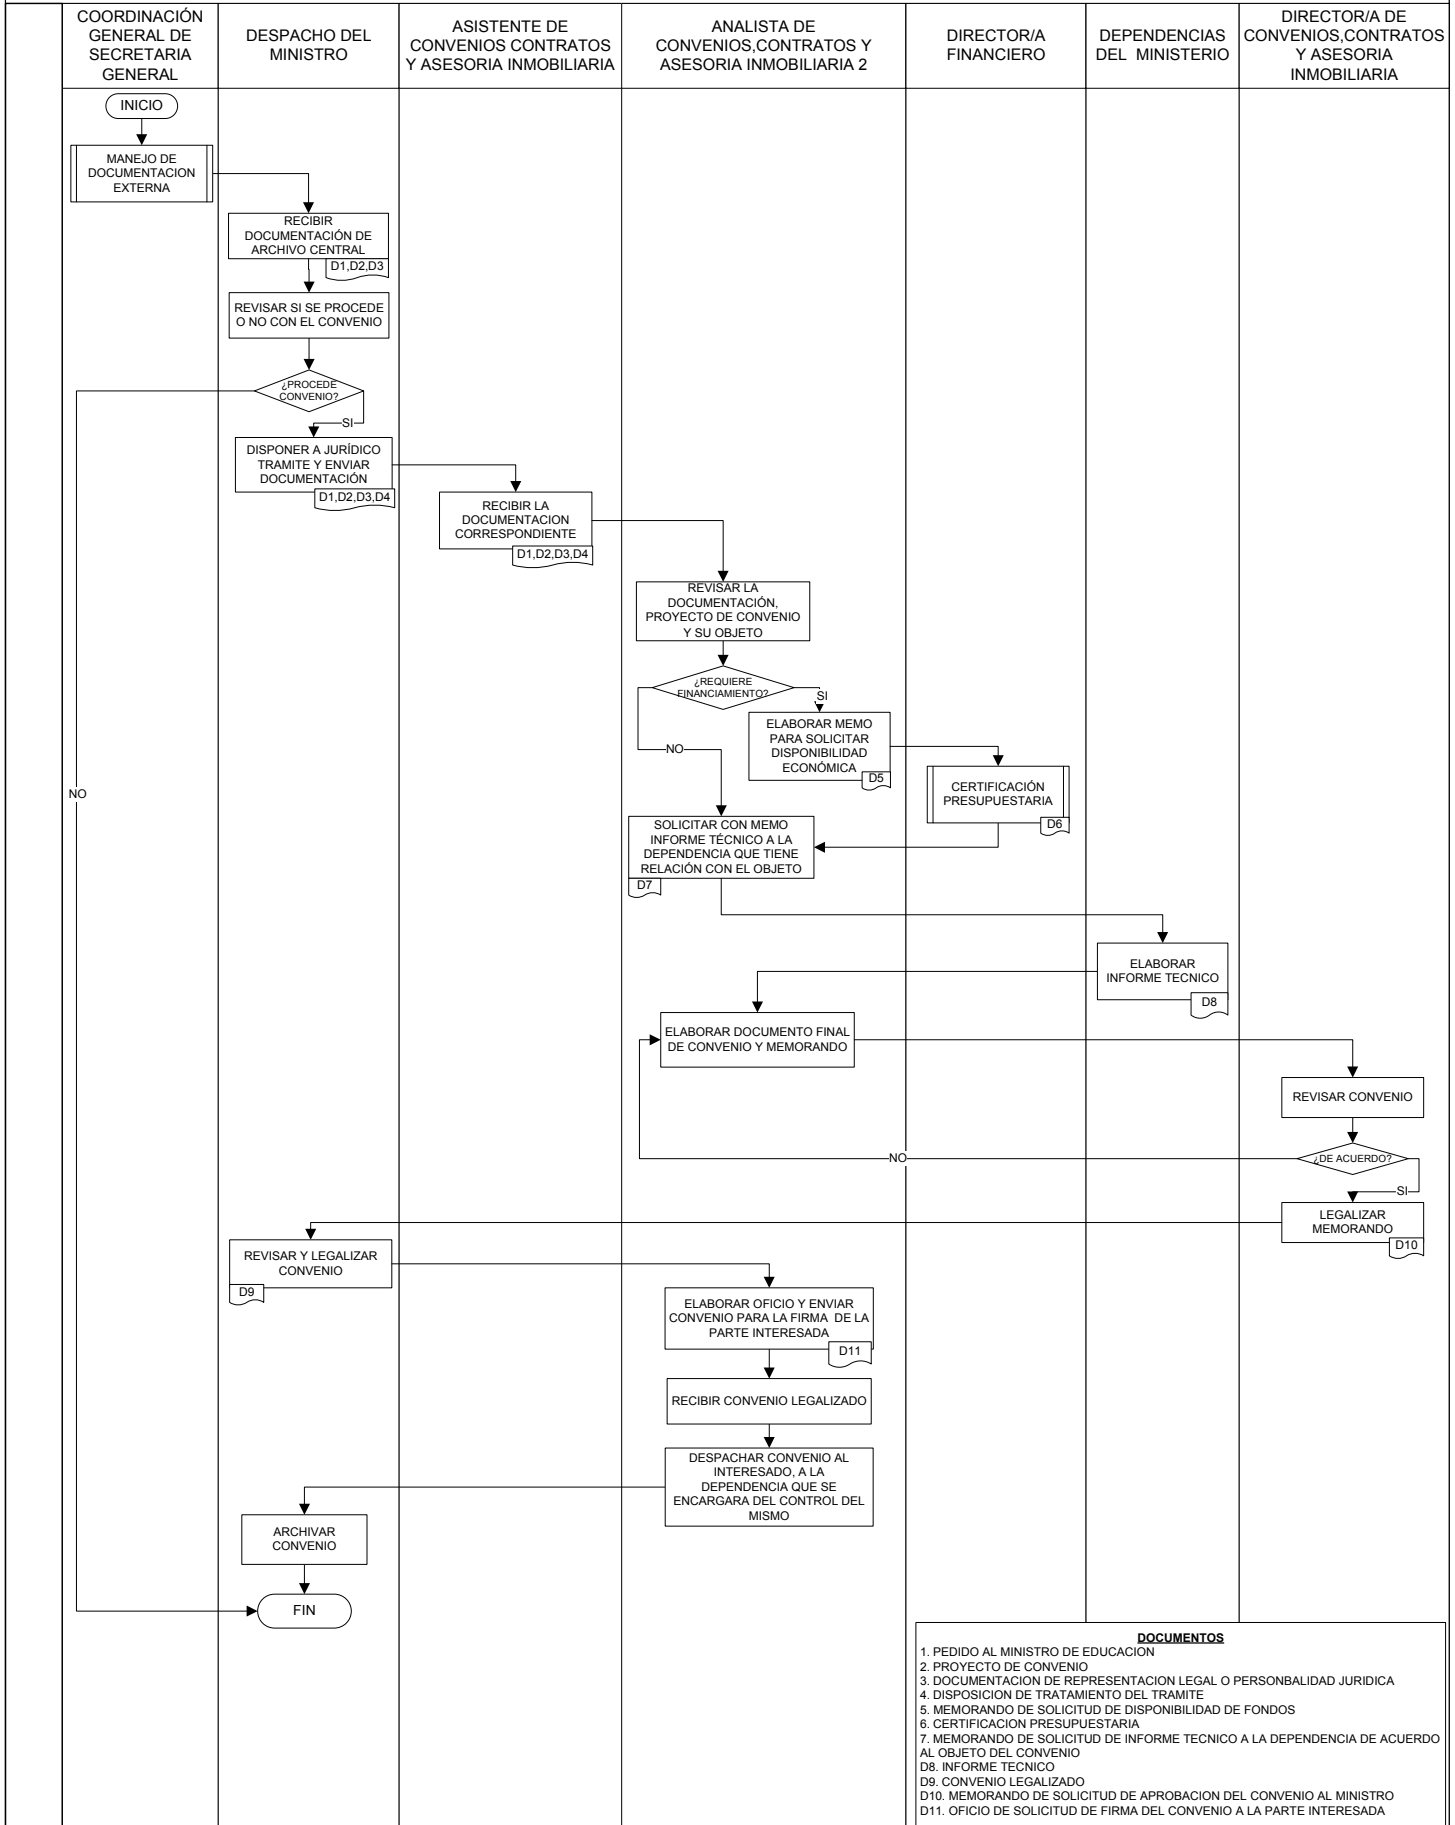 COORDINACIÓN
GENERAL DE
SECRETARIA
GENERAL
DESPACHO DEL
MINISTRO
ASISTENTE DE
CONVENIOS CONTRATOS
Y ASESORIA INMOBILIARIA
ANALISTA DE
CONVENIOS,CONTRATOS Y
ASESORIA INMOBILIARIA 2
DIRECTOR/A
FINANCIERO
DEPENDENCIAS
DEL MINISTERIO
DIRECTOR/A DE
CONVENIOS,CONTRATOS
Y ASESORIA
INMOBILIARIA
INICIO
MANEJO DE
DOCUMENTACION
EXTERNA
RECIBIR
DOCUMENTACIÓN DE
ARCHIVO CENTRAL
D1,D2,D3
REVISAR SI SE PROCEDE
O NO CON EL CONVENIO
¿PROCEDE
CONVENIO?
SI
DISPONER A JURÍDICO
TRAMITE Y ENVIAR
DOCUMENTACIÓN
D1,D2,D3,D4
RECIBIR LA
DOCUMENTACION
CORRESPONDIENTE
D1,D2,D3,D4
REVISAR LA
DOCUMENTACIÓN,
PROYECTO DE CONVENIO
Y SU OBJETO
¿REQUIERE
FINANCIAMIENTO?
SI
ELABORAR MEMO
PARA SOLICITAR
DISPONIBILIDAD
ECONÓMICA
D5
NO
CERTIFICACIÓN
PRESUPUESTARIA
D6
NO
SOLICITAR CON MEMO
INFORME TÉCNICO A LA
DEPENDENCIA QUE TIENE
RELACIÓN CON EL OBJETO
D7
ELABORAR
INFORME TECNICO
D8
ELABORAR DOCUMENTO FINAL
DE CONVENIO Y MEMORANDO
REVISAR CONVENIO
¿DE ACUERDO?
NO
SI
LEGALIZAR
MEMORANDO
D10
REVISAR Y LEGALIZAR
CONVENIO
D9
ELABORAR OFICIO Y ENVIAR
CONVENIO PARA LA FIRMA DE LA
PARTE INTERESADA
D11
RECIBIR CONVENIO LEGALIZADO
DESPACHAR CONVENIO AL
INTERESADO, A LA
DEPENDENCIA QUE SE
ENCARGARA DEL CONTROL DEL
MISMO
ARCHIVAR
CONVENIO
FIN
DOCUMENTOS
1. PEDIDO AL MINISTRO DE EDUCACION
2. PROYECTO DE CONVENIO
3. DOCUMENTACION DE REPRESENTACION LEGAL O PERSONBALIDAD JURIDICA
4. DISPOSICION DE TRATAMIENTO DEL TRAMITE
5. MEMORANDO DE SOLICITUD DE DISPONIBILIDAD DE FONDOS
6. CERTIFICACION PRESUPUESTARIA
7. MEMORANDO DE SOLICITUD DE INFORME TECNICO A LA DEPENDENCIA DE ACUERDO
AL OBJETO DEL CONVENIO
D8. INFORME TECNICO
D9. CONVENIO LEGALIZADO
D10. MEMORANDO DE SOLICITUD DE APROBACION DEL CONVENIO AL MINISTRO
D11. OFICIO DE SOLICITUD DE FIRMA DEL CONVENIO A LA PARTE INTERESADA